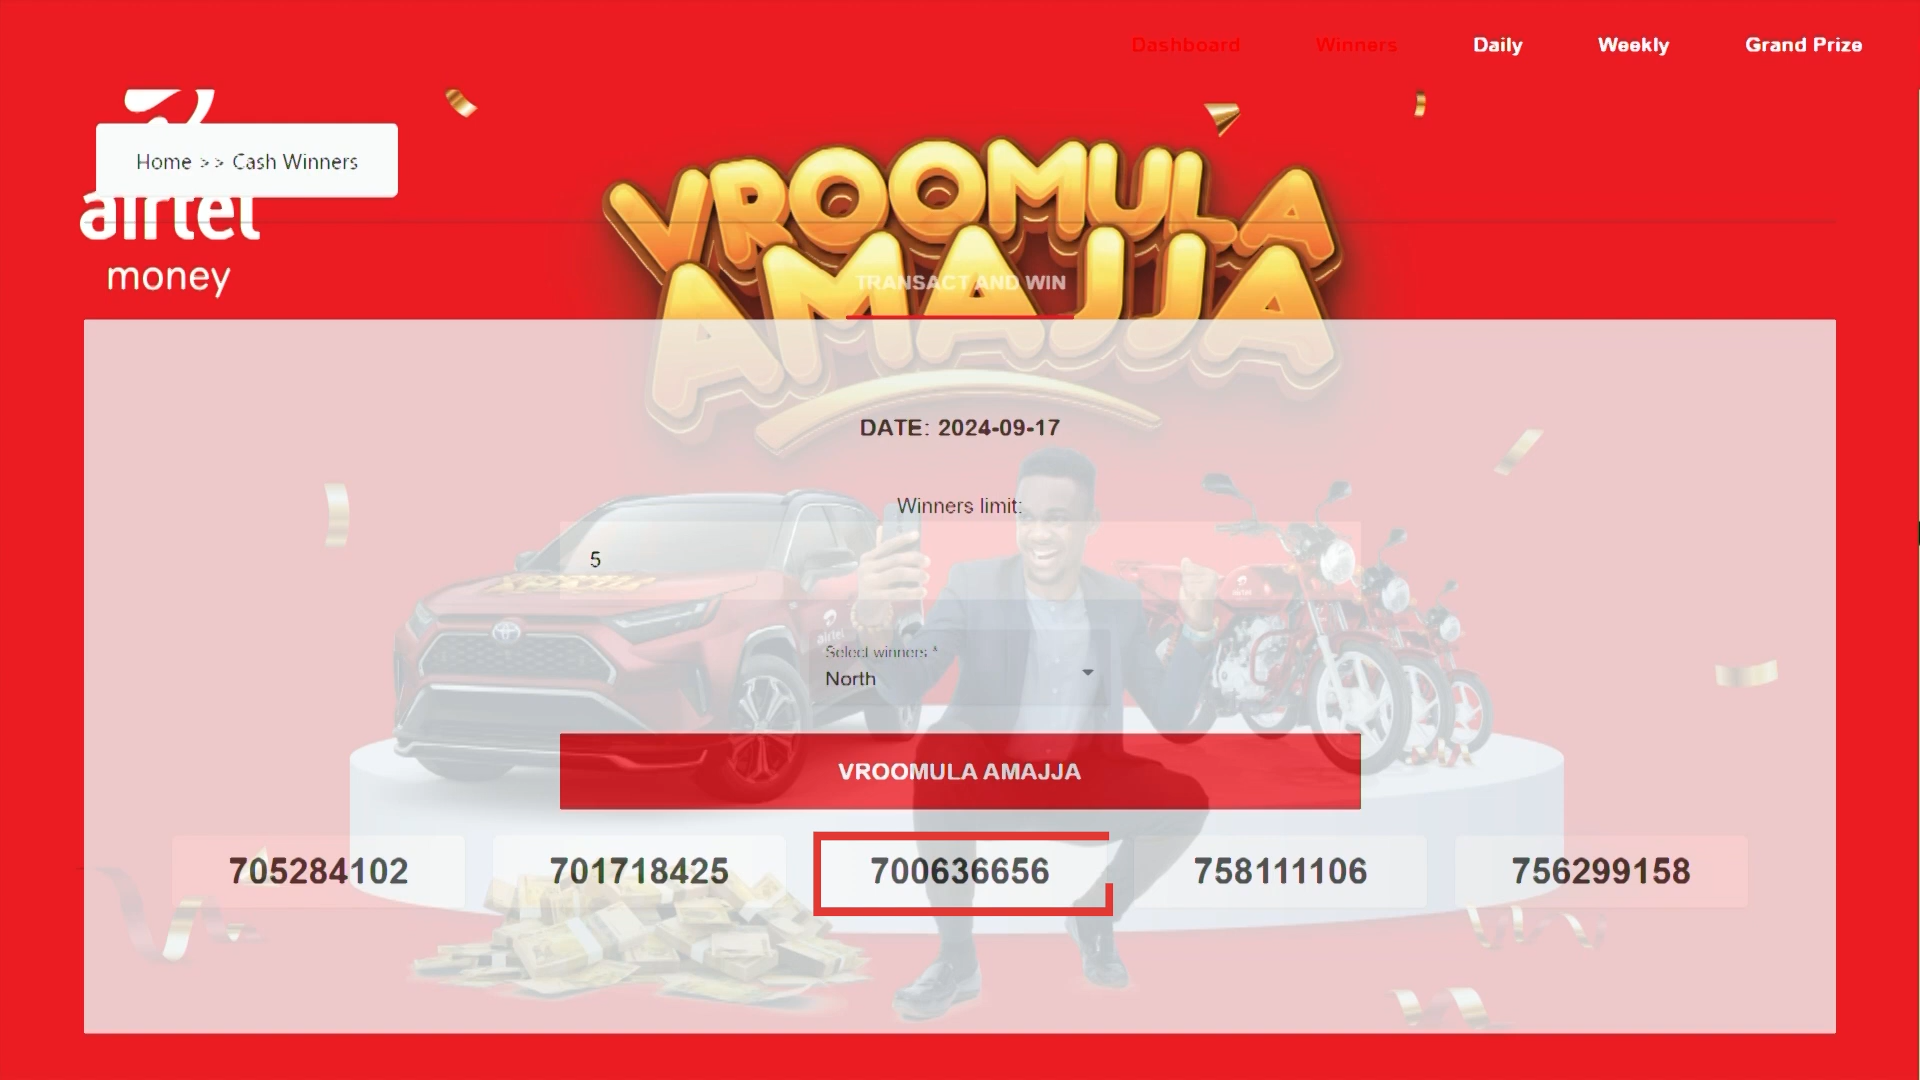 Dashboard Winners Daily Weekly Grand Prize
Home >> Cash Winners
airtel
money
VROOMULA
AMAJJA
TRANSACT AND WIN
DATE: 2024-09-17
Winners limit:
5
airtel
Select winners *
North
VROOMULA AMAJJA
705284102 701718425 700636656 758111106 756299158